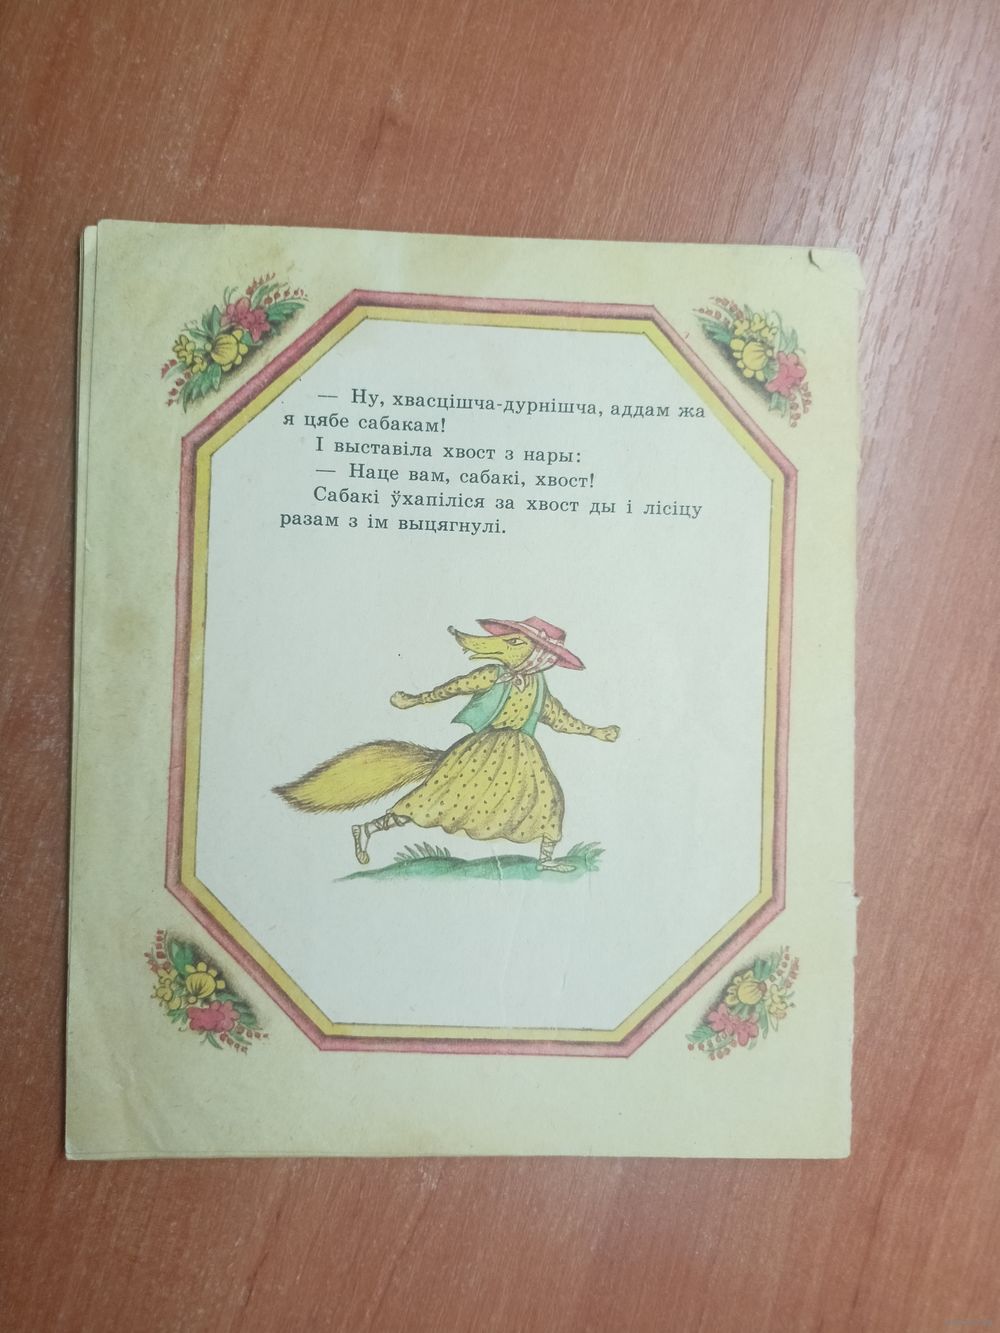 — Ну, хвасцішча-дурнішча, аддам жа
я цябе сабакам!
І выставіла хвост з нары:
— Наце вам, сабакі, хвост!
Сабакі ўхапіліся за хвост ды і лісіцу
разам з ім выцягнулі.